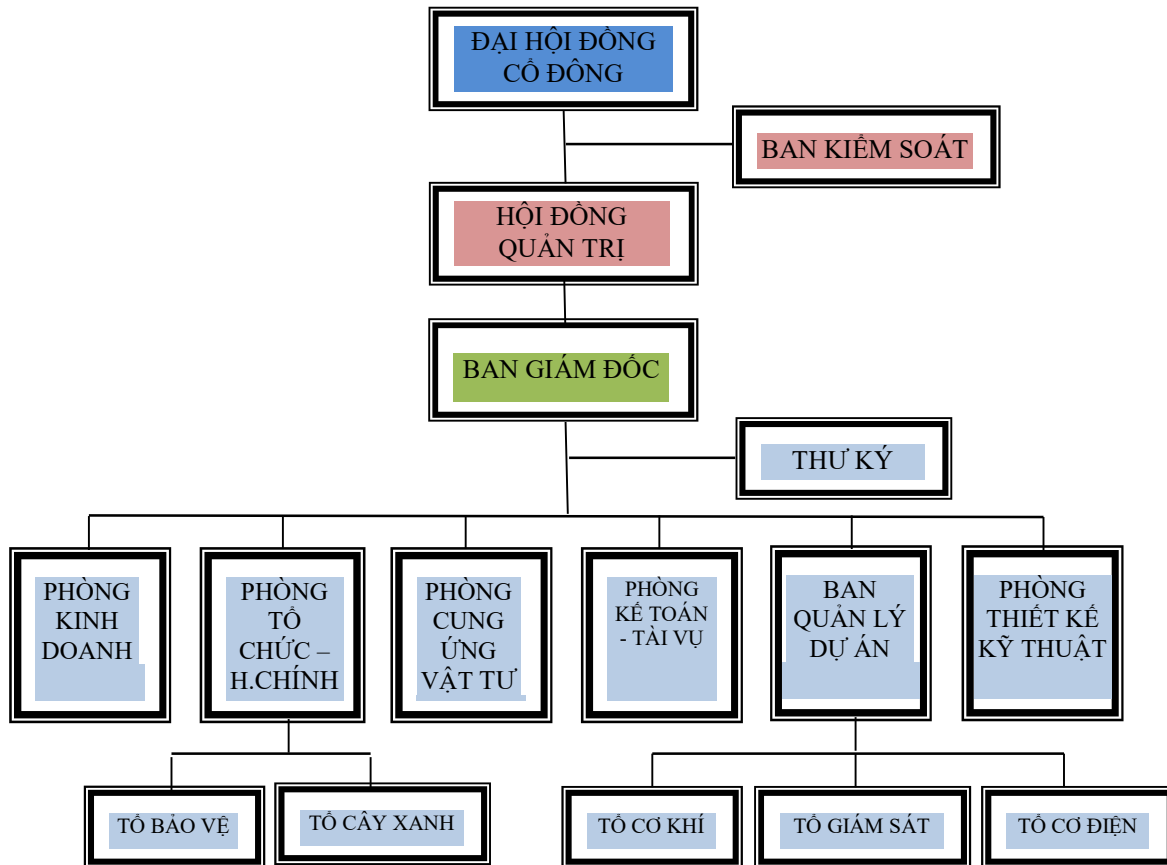 ĐẠI HỘI ĐỒNG
CỔ ĐÔNG
BAN KIỂM SOÁT
HỘI ĐỒNG
QUẢN TRỊ
BAN GIÁM ĐỐC
THƯ KÝ
PHÒNG
KINH
DOANH
PHÒNG
TỔ
CHỨC –
H.CHÍNH
PHÒNG
CUNG
ỨNG
VẬT TƯ
PHÒNG
KẾ TOÁN
- TÀI VỤ
BAN
QUẢN LÝ
DỰ ÁN
PHÒNG
THIẾT KẾ
KỸ THUẬT
TỔ BẢO VỆ
TỔ CÂY XANH
TỔ CƠ KHÍ
TỔ GIÁM SÁT
TỔ CƠ ĐIỆN